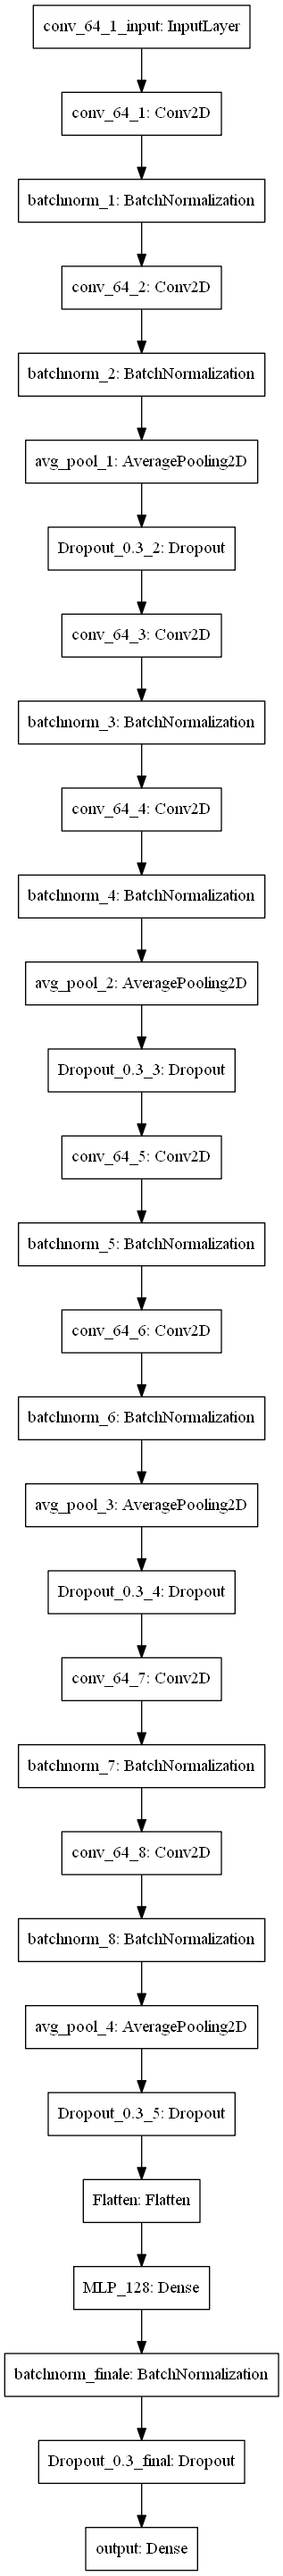 conv_64_1_input: InputLayer
conv_64_1: Conv2D
batchnorm_1: BatchNormalization
conv_64_2: Conv2D
batchnorm_2: BatchNormalization
avg_pool_1: AveragePooling2D
Dropout_0.3_2: Dropout
conv_64_3: Conv2D
batchnorm_3: BatchNormalization
conv_64_4: Conv2D
batchnorm_4: BatchNormalization
avg_pool_2: AveragePooling2D
Dropout_0.3_3: Dropout
conv_64_5: Conv2D
batchnorm_5: BatchNormalization
conv_64_6: Conv2D
batchnorm_6: BatchNormalization
avg_pool_3: AveragePooling2D
Dropout_0.3_4: Dropout
conv_64_7: Conv2D
batchnorm_7: BatchNormalization
conv_64_8: Conv2D
batchnorm_8: BatchNormalization
avg_pool_4: AveragePooling2D
Dropout_0.3_5: Dropout
Flatten: Flatten
MLP_128: Dense
batchnorm_finale: BatchNormalization
Dropout_0.3_final: Dropout
output: Dense